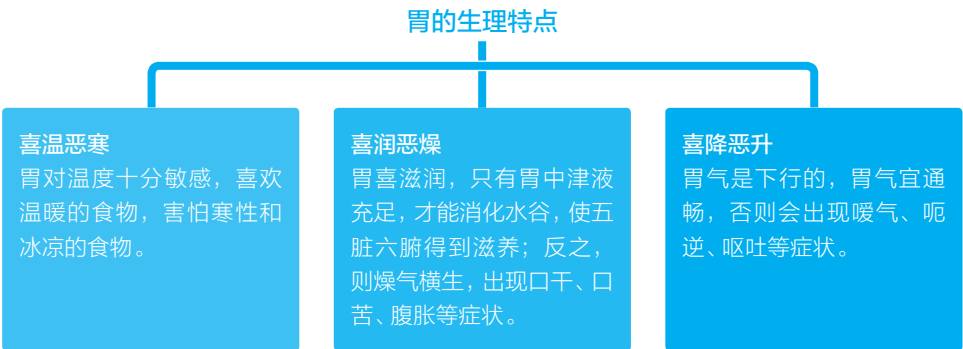 胃的生理特点
喜温恶寒
胃对温度十分敏感，喜欢
温暖的食物，害怕寒性和
冰凉的食物。
喜润恶燥
胃喜滋润，只有胃中津液
充足，才能消化水谷，使五
脏六腑得到滋养；反之，
则燥气横生，出现口干、口
苦、腹胀等症状。
喜降恶升
胃气是下行的，胃气宜通
畅，否则会出现嗳气、呃
逆、呕吐等症状。